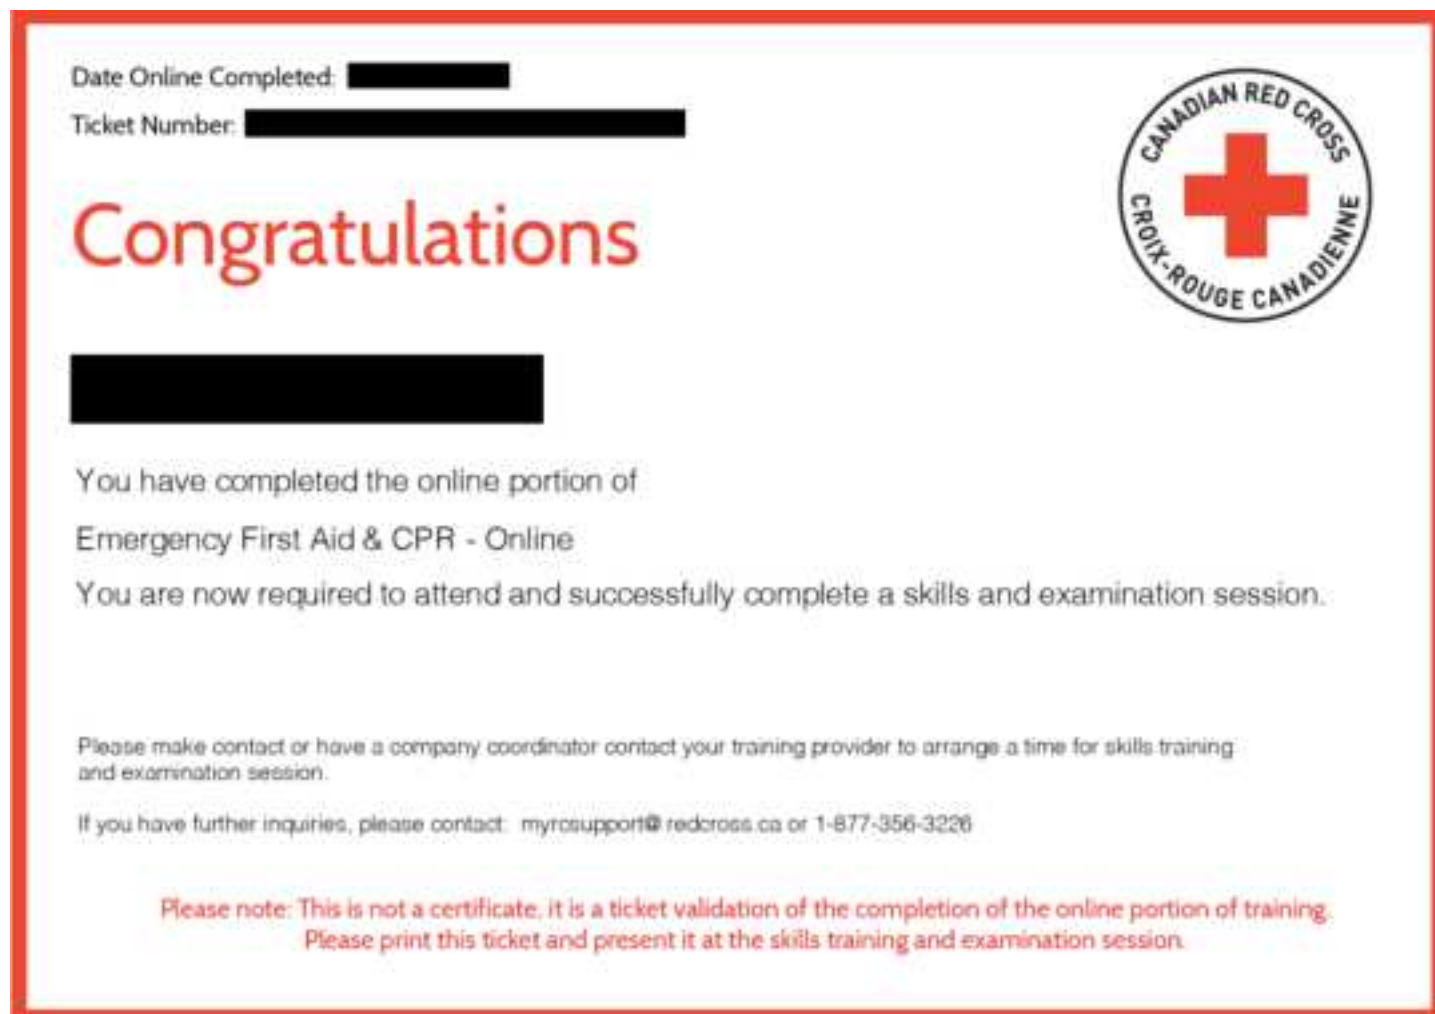 Date Online Completed:
Ticket Number:
CANADIAN RED CROSS
CROIX-ROUGE CANADIENNE
Congratulations
You have completed the online portion of
Emergency First Aid & CPR - Online
You are now required to attend and successfully complete a skills and examination session.
Please make contact or have a company coordinator contact your training provider to arrange a time for skills training
and examination session.
If you have further inquiries, please contact: myrcsupport@ redcross.ca or 1-877-356-3226
Please note: This is not a certificate, it is a ticket validation of the completion of the online portion of training.
Please print this ticket and present it at the skills training and examination session.